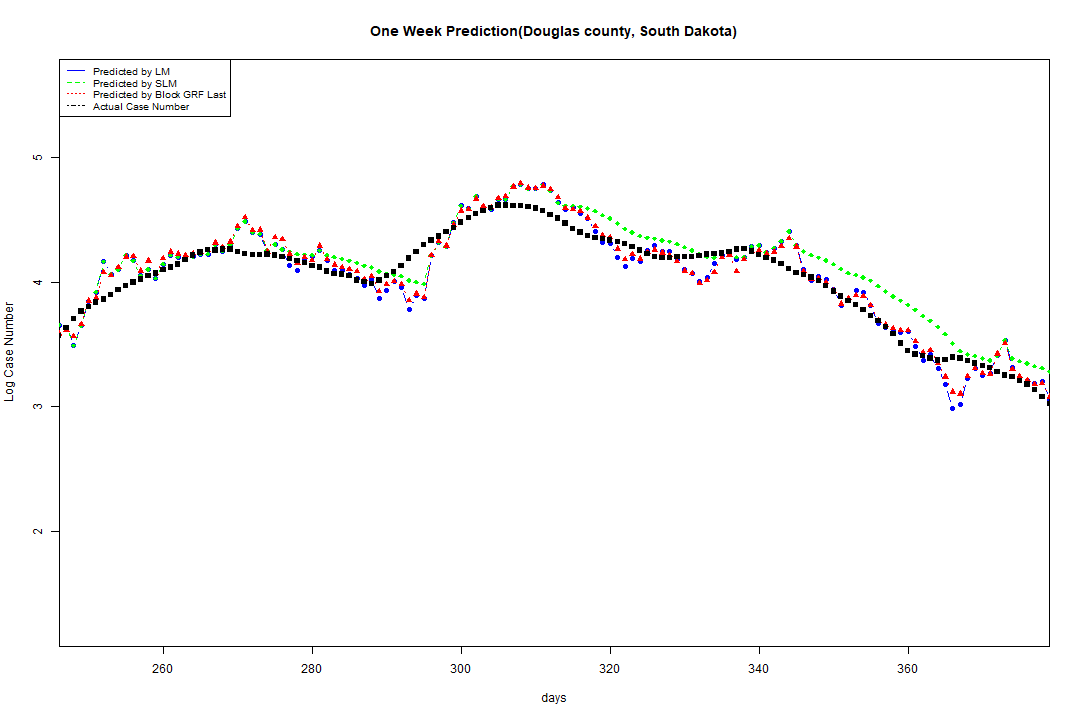 One Week Prediction(Douglas county, South Dakota)
Predicted by LM
Predicted by SLM
Predicted by Block GRF Last
Actual Case Number
5
4
3
2
Log Case Number
260 280 300 320 340 360
days